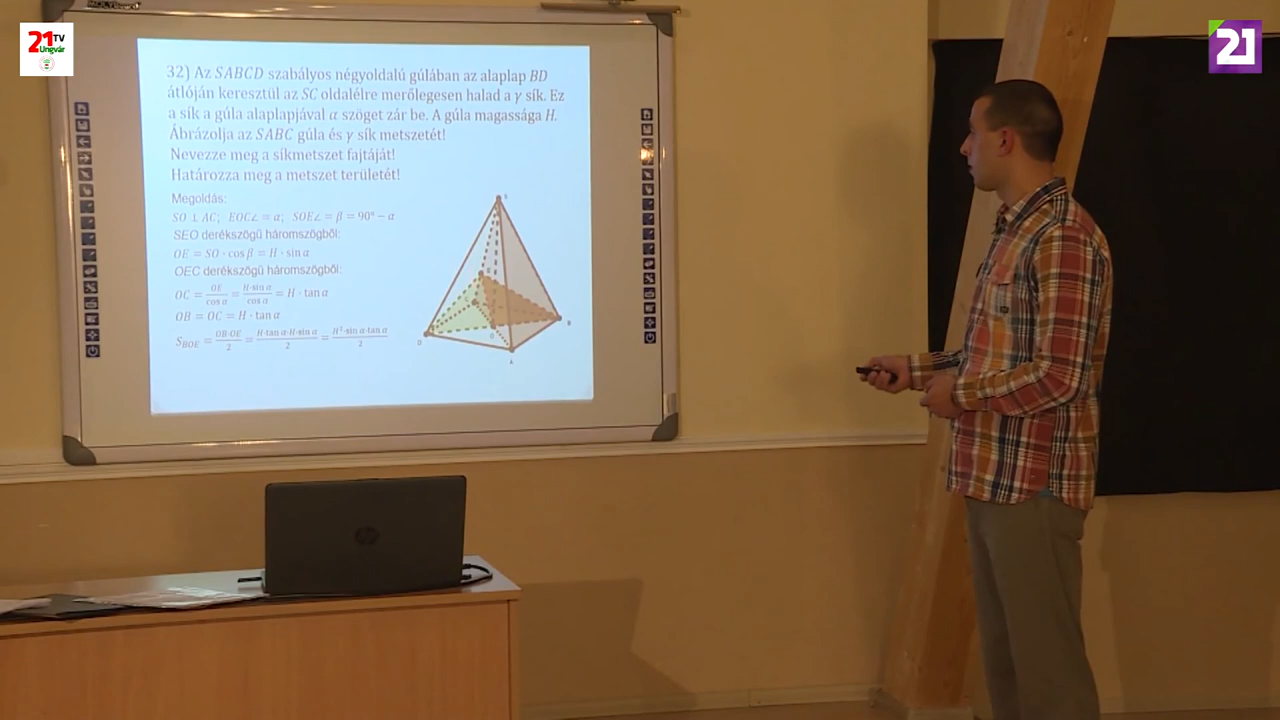 21 TV
Ungvár
21
32) Az SABCD szabályos négyoldalú gúlában az alaplap BD
átlóján keresztül az SC oldalélre merőlegesen halad a γ sík. Ez
a sík a gúla alaplapjával α szöget zár be. A gúla magassága H.
Ábrázolja az SABC gúla és γ sík metszetét!
Nevezze meg a síkmetszet fajtáját!
Határozza meg a metszet területét!
Megoldás:
SO ⊥ AC; EOC∠ = α; SOE∠ = β = 90° − α
SEO derékszögű háromszögből:
OE = SO · cos β = H · sin α
OEC derékszögű háromszögből:
OC = OE/cos α = H·sin α/cos α = H · tan α
OB = OC = H · tan α
S_BOE = OB·OE/2 = H·tan α·H·sin α/2 = H²·sin α·tan α/2
S
B
O
A
hp